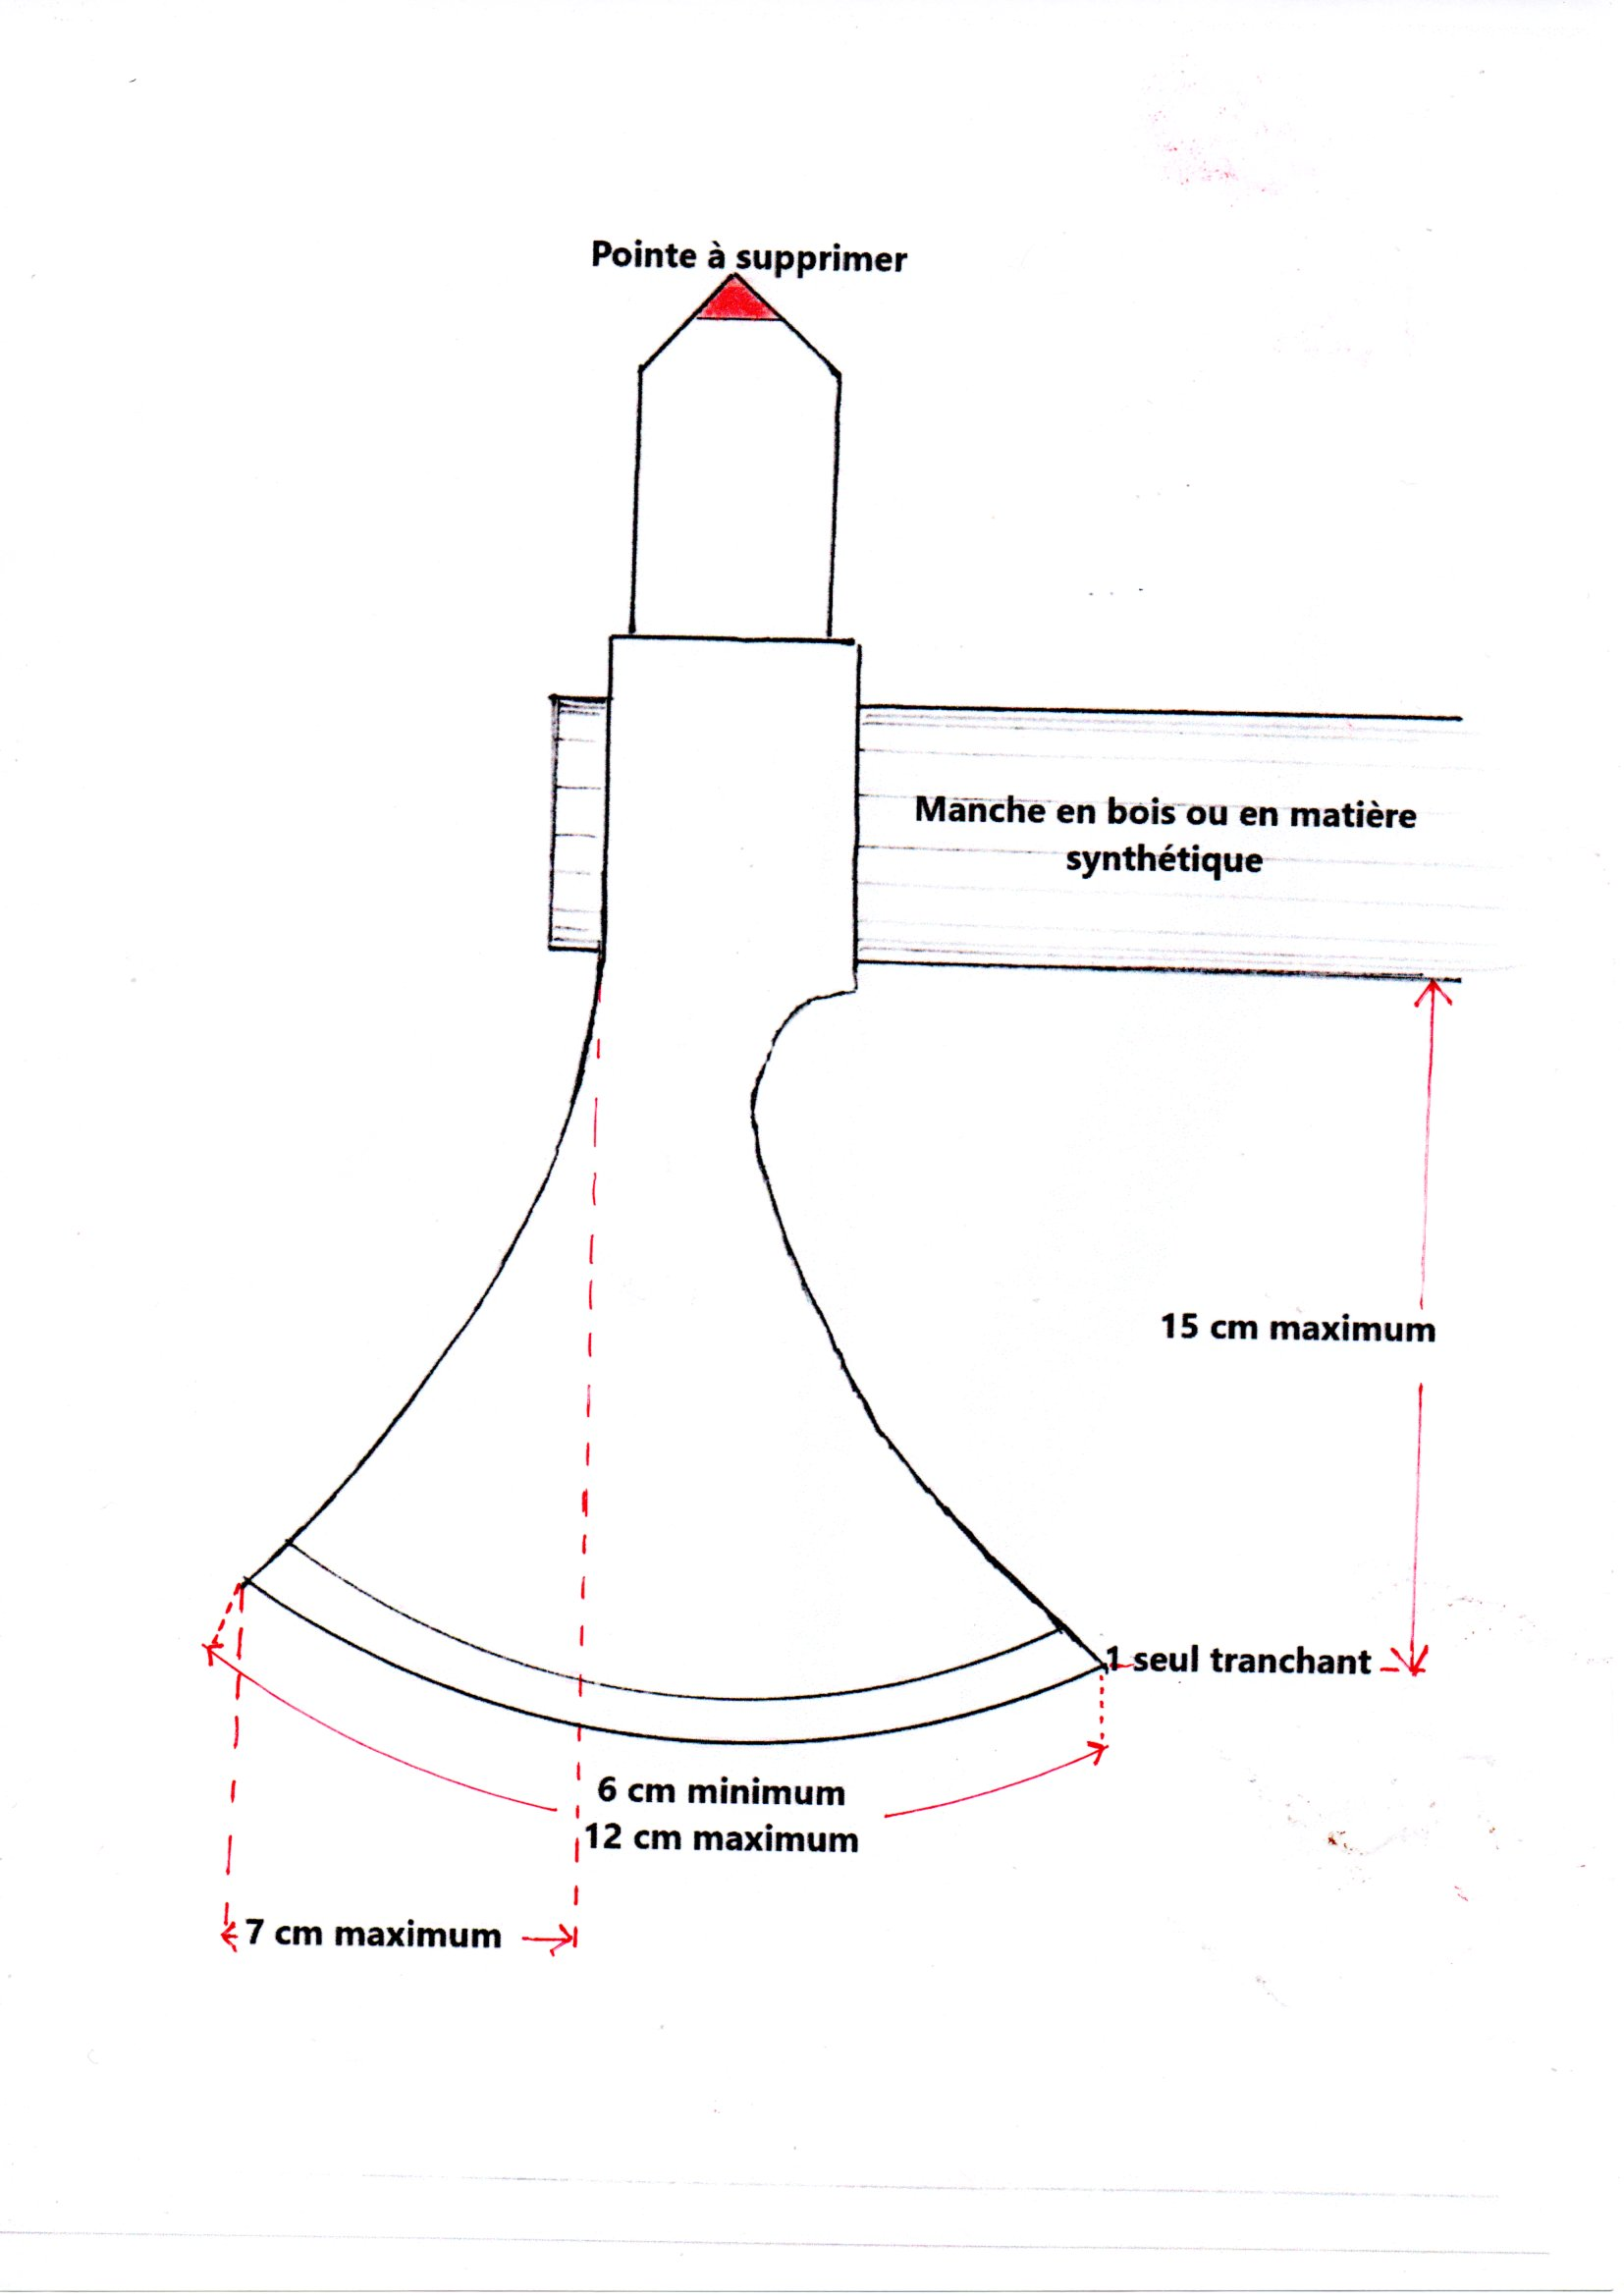 Pointe à supprimer
Manche en bois ou en matière
synthétique
15 cm maximum
1 seul tranchant
6 cm minimum
12 cm maximum
7 cm maximum